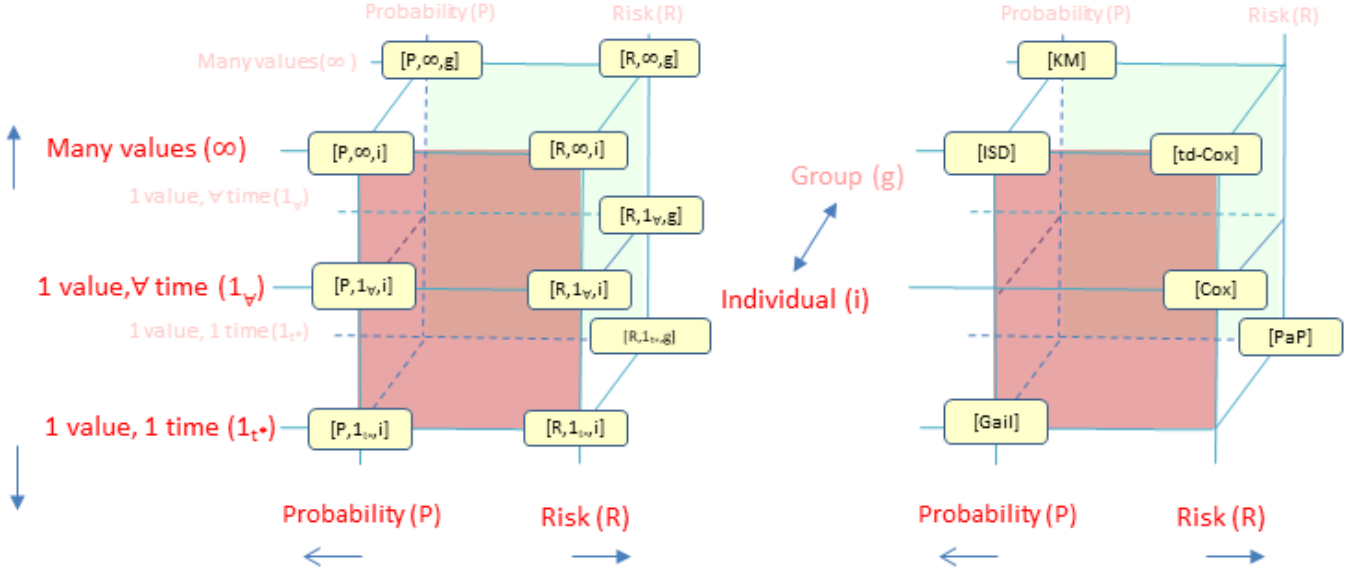 Probability (P)
Risk (R)
Many values (∞)
[P,∞,g]
[R,∞,g]
Many values (∞)
[P,∞,i]
[R,∞,i]
1 value, ∀ time (1∀)
[R,1∀,g]
1 value, ∀ time (1∀)
[P,1∀,i]
[R,1∀,i]
1 value, 1 time (1t*)
[R,1t*,g]
1 value, 1 time (1t*)
[P,1t*,i]
[R,1t*,i]
Probability (P)
Risk (R)
Probability (P)
Risk (R)
[KM]
[ISD]
[td-Cox]
Group (g)
Individual (i)
[Cox]
[PaP]
[Gail]
Probability (P)
Risk (R)